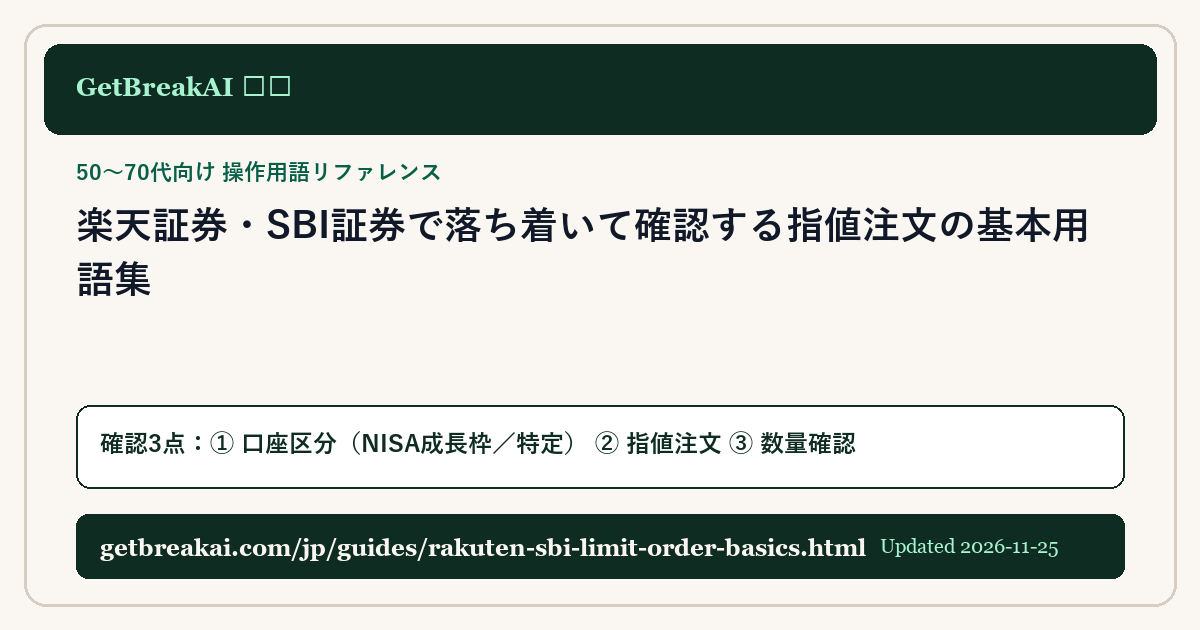 GetBreakAI
50〜70代向け 操作用語リファレンス
楽天証券・SBI証券で落ち着いて確認する指値注文の基本用
語集
確認3点：① 口座区分（NISA成長枠／特定） ② 指値注文 ③ 数量確認
getbreakai.com/jp/guides/rakuten-sbi-limit-order-basics.html Updated 2026-11-25